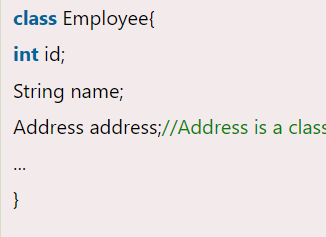 class Employee{
int id;
String name;
Address address;//Address is a class
...
}